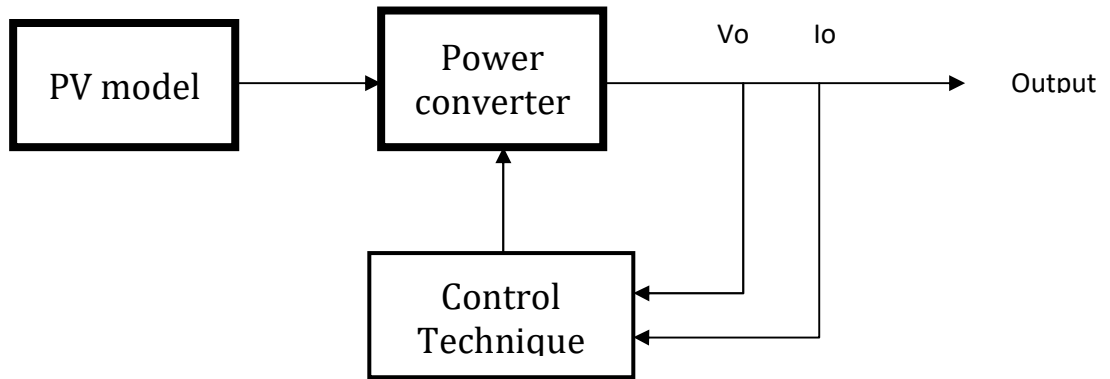 Vo Io
PV model
Power
converter
Output
Control
Technique